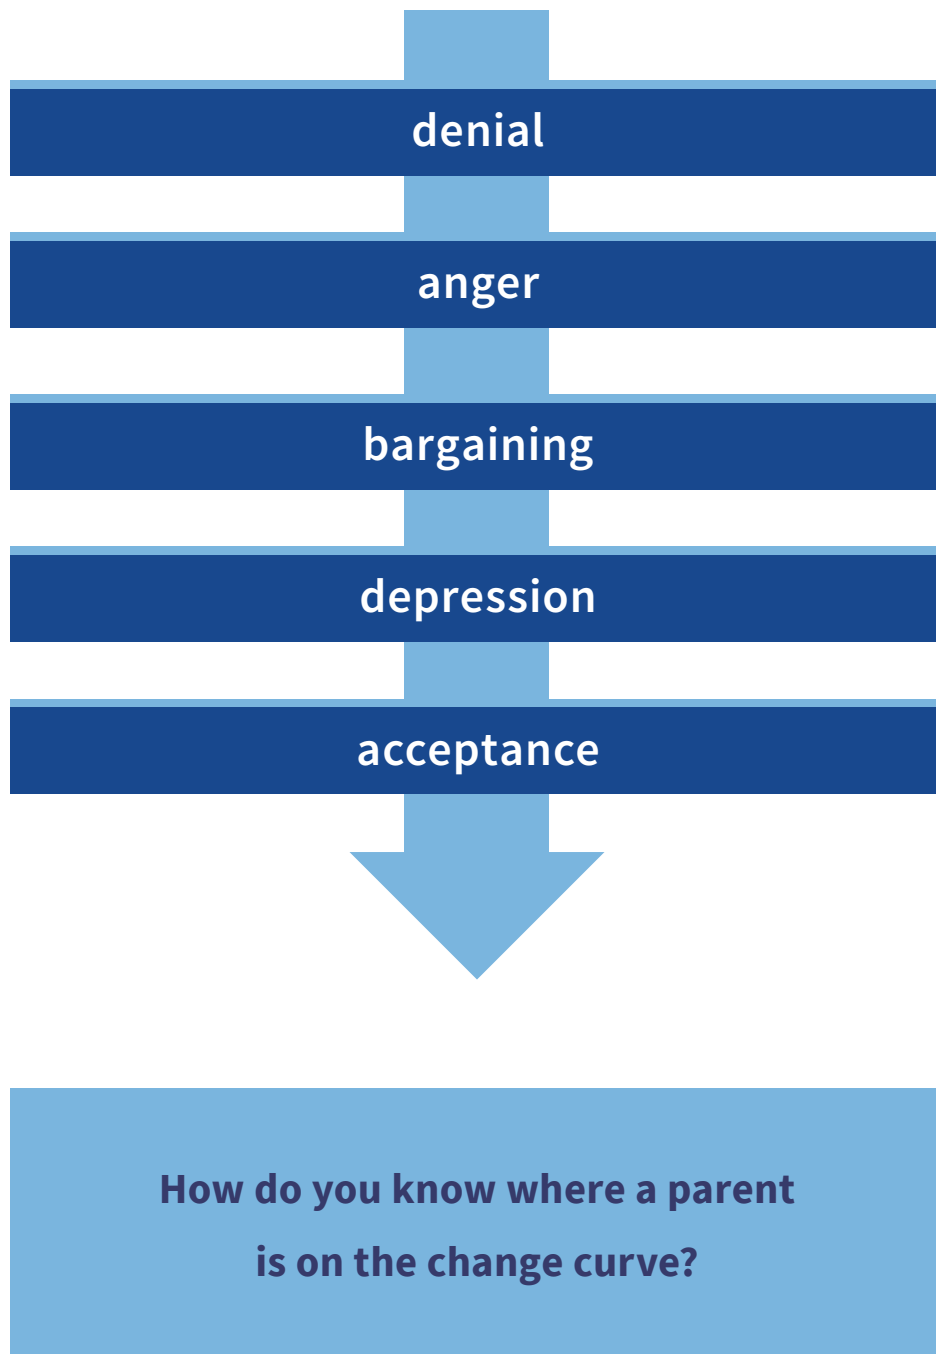 denial
anger
bargaining
depression
acceptance
How do you know where a parent
is on the change curve?